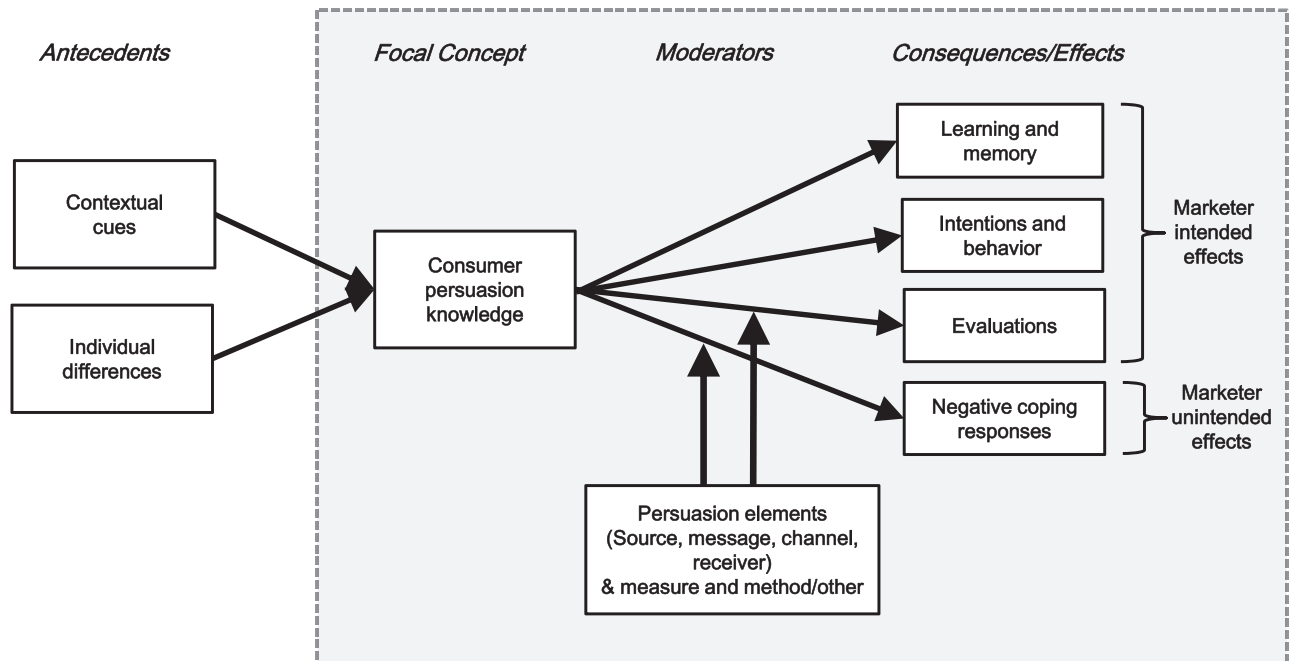 Antecedents
Focal Concept
Moderators
Consequences/Effects
Contextual
cues
Individual
differences
Consumer
persuasion
knowledge
Learning and
memory
Intentions and
behavior
Evaluations
Negative coping
responses
Marketer
intended
effects
Marketer
unintended
effects
Persuasion elements
(Source, message, channel,
receiver)
& measure and method/other